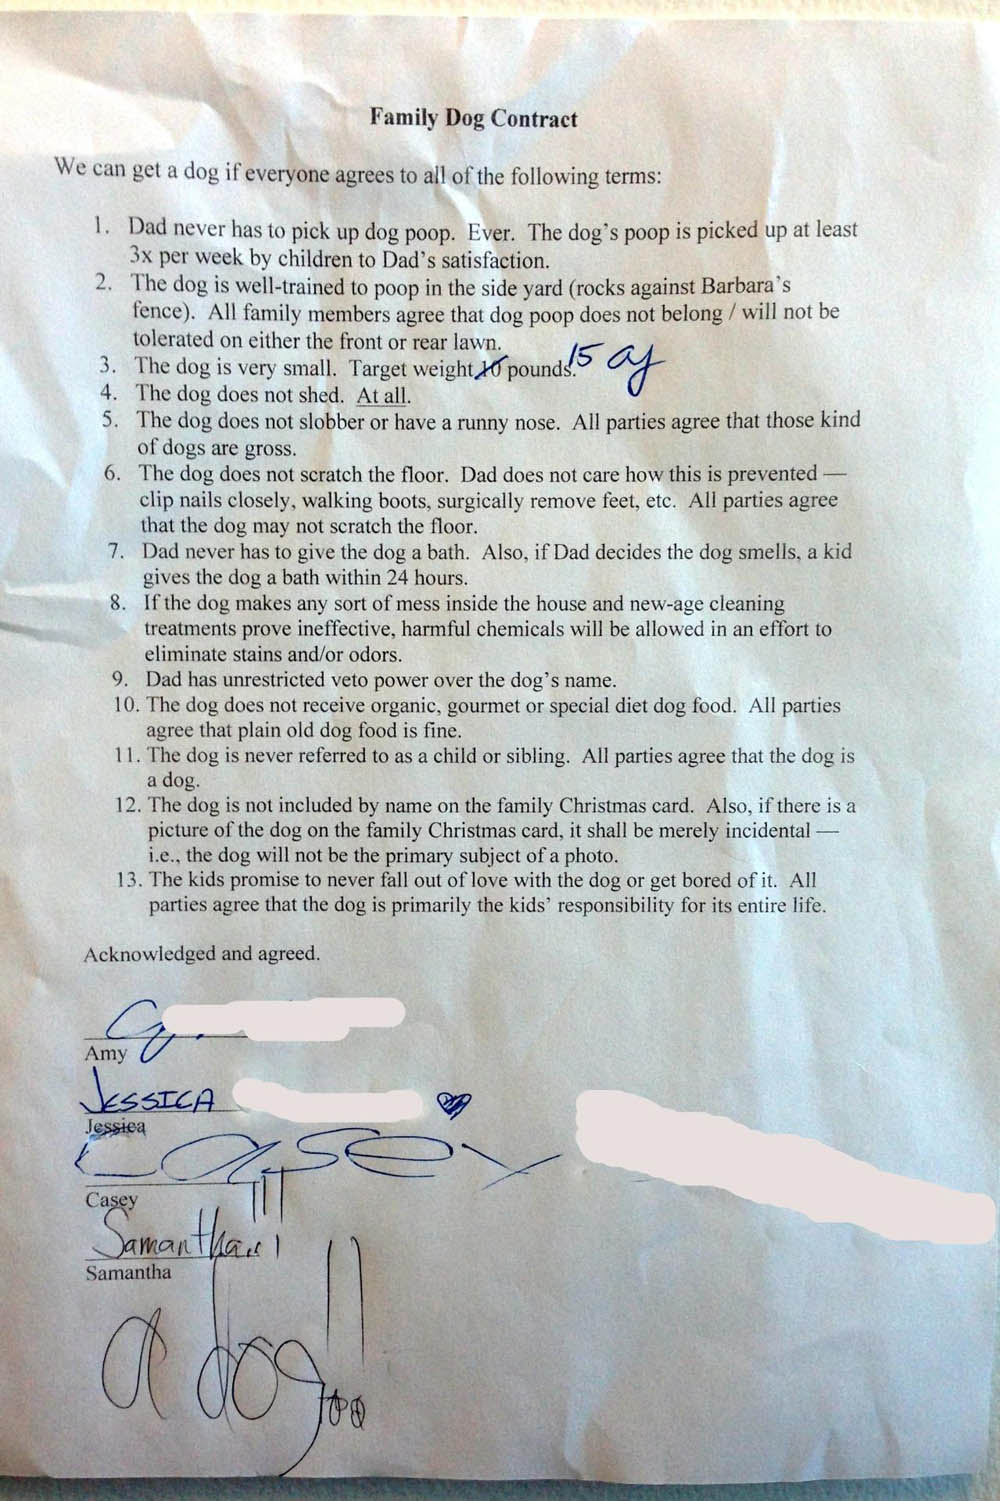 Family Dog Contract
We can get a dog if everyone agrees to all of the following terms:
1. Dad never has to pick up dog poop. Ever. The dog's poop is picked up at least
3x per week by children to Dad's satisfaction.
2. The dog is well-trained to poop in the side yard (rocks against Barbara's
fence). All family members agree that dog poop does not belong / will not be
tolerated on either the front or rear lawn.
3. The dog is very small. Target weight 10 pounds. 15 ay
4. The dog does not shed. At all.
5. The dog does not slobber or have a runny nose. All parties agree that those kind
of dogs are gross.
6. The dog does not scratch the floor. Dad does not care how this is prevented —
clip nails closely, walking boots, surgically remove feet, etc. All parties agree
that the dog may not scratch the floor.
7. Dad never has to give the dog a bath. Also, if Dad decides the dog smells, a kid
gives the dog a bath within 24 hours.
8. If the dog makes any sort of mess inside the house and new-age cleaning
treatments prove ineffective, harmful chemicals will be allowed in an effort to
eliminate stains and/or odors.
9. Dad has unrestricted veto power over the dog's name.
10. The dog does not receive organic, gourmet or special diet dog food. All parties
agree that plain old dog food is fine.
11. The dog is never referred to as a child or sibling. All parties agree that the dog is
a dog.
12. The dog is not included by name on the family Christmas card. Also, if there is a
picture of the dog on the family Christmas card, it shall be merely incidental —
i.e., the dog will not be the primary subject of a photo.
13. The kids promise to never fall out of love with the dog or get bored of it. All
parties agree that the dog is primarily the kids' responsibility for its entire life.
Acknowledged and agreed.
Amy
JESSICA
Jessica
Casey
Casey
Samantha
Samantha
a dog!!